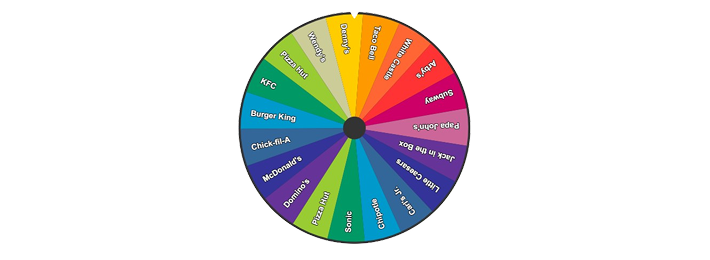 Denny's
Taco Bell
White Castle
Arby's
Subway
Papa John's
Jack in the Box
Little Caesars
Carl's Jr.
Chipotle
Sonic
Pizza Hut
Domino's
McDonald's
Chick-fil-A
Burger King
KFC
Pizza Hut
Wendy's